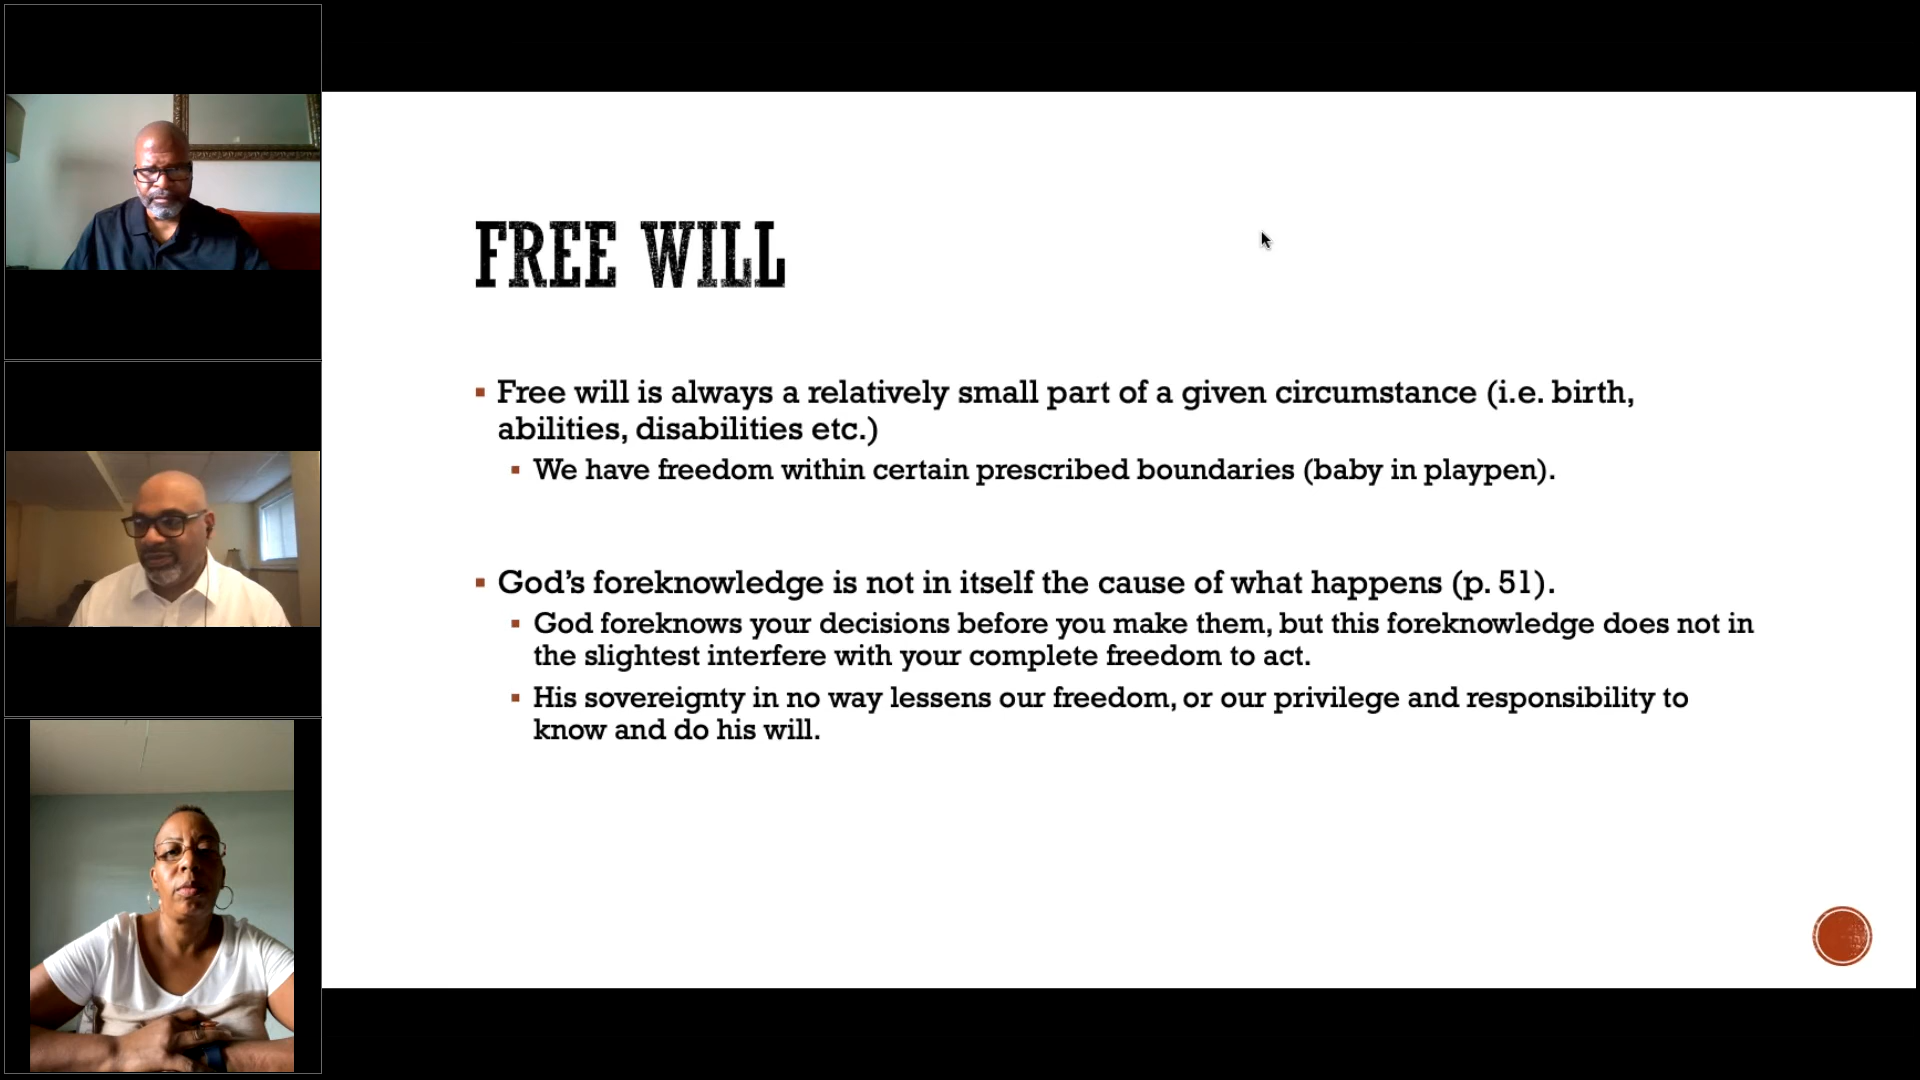 FREE WILL
Free will is always a relatively small part of a given circumstance (i.e. birth,
abilities, disabilities etc.)
We have freedom within certain prescribed boundaries (baby in playpen).
God’s foreknowledge is not in itself the cause of what happens (p. 51).
God foreknows your decisions before you make them, but this foreknowledge does not in
the slightest interfere with your complete freedom to act.
His sovereignty in no way lessens our freedom, or our privilege and responsibility to
know and do his will.